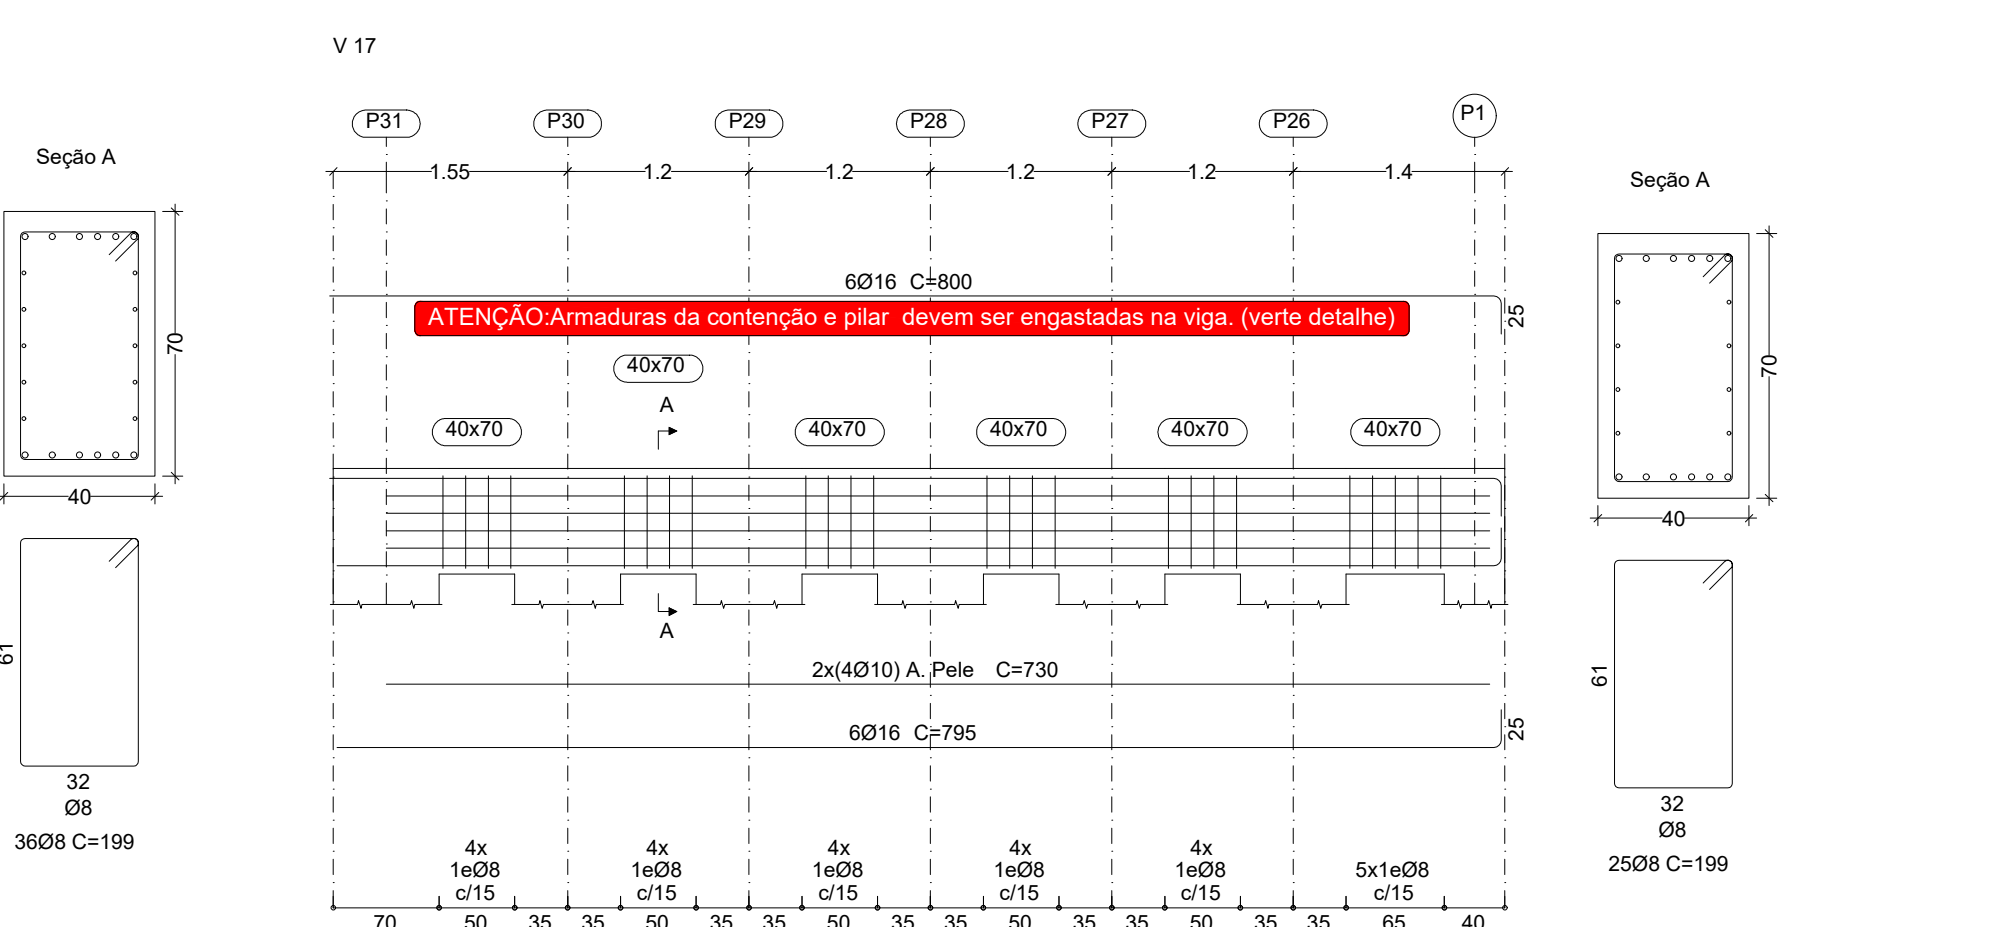 V 17
P31 P30 P29 P28 P27 P26 P1
Seção A
1.55 1.2 1.2 1.2 1.2 1.4
Seção A
6Ø16 C=800
25
ATENÇÃO:Armaduras da contenção e pilar devem ser engastadas na viga. (verte detalhe)
70
40x70
70
A
40x70 40x70 40x70 40x70 40x70
40
40
A
61
2x(4Ø10) A. Pele C=730
61
6Ø16 C=795
25
32
Ø8
36Ø8 C=199
32
Ø8
25Ø8 C=199
4x 4x 4x 4x 4x
1eØ8 1eØ8 1eØ8 1eØ8 1eØ8 5x1eØ8
c/15 c/15 c/15 c/15 c/15 c/15
70 50 35 35 50 35 35 50 35 35 50 35 35 50 35 35 65 40